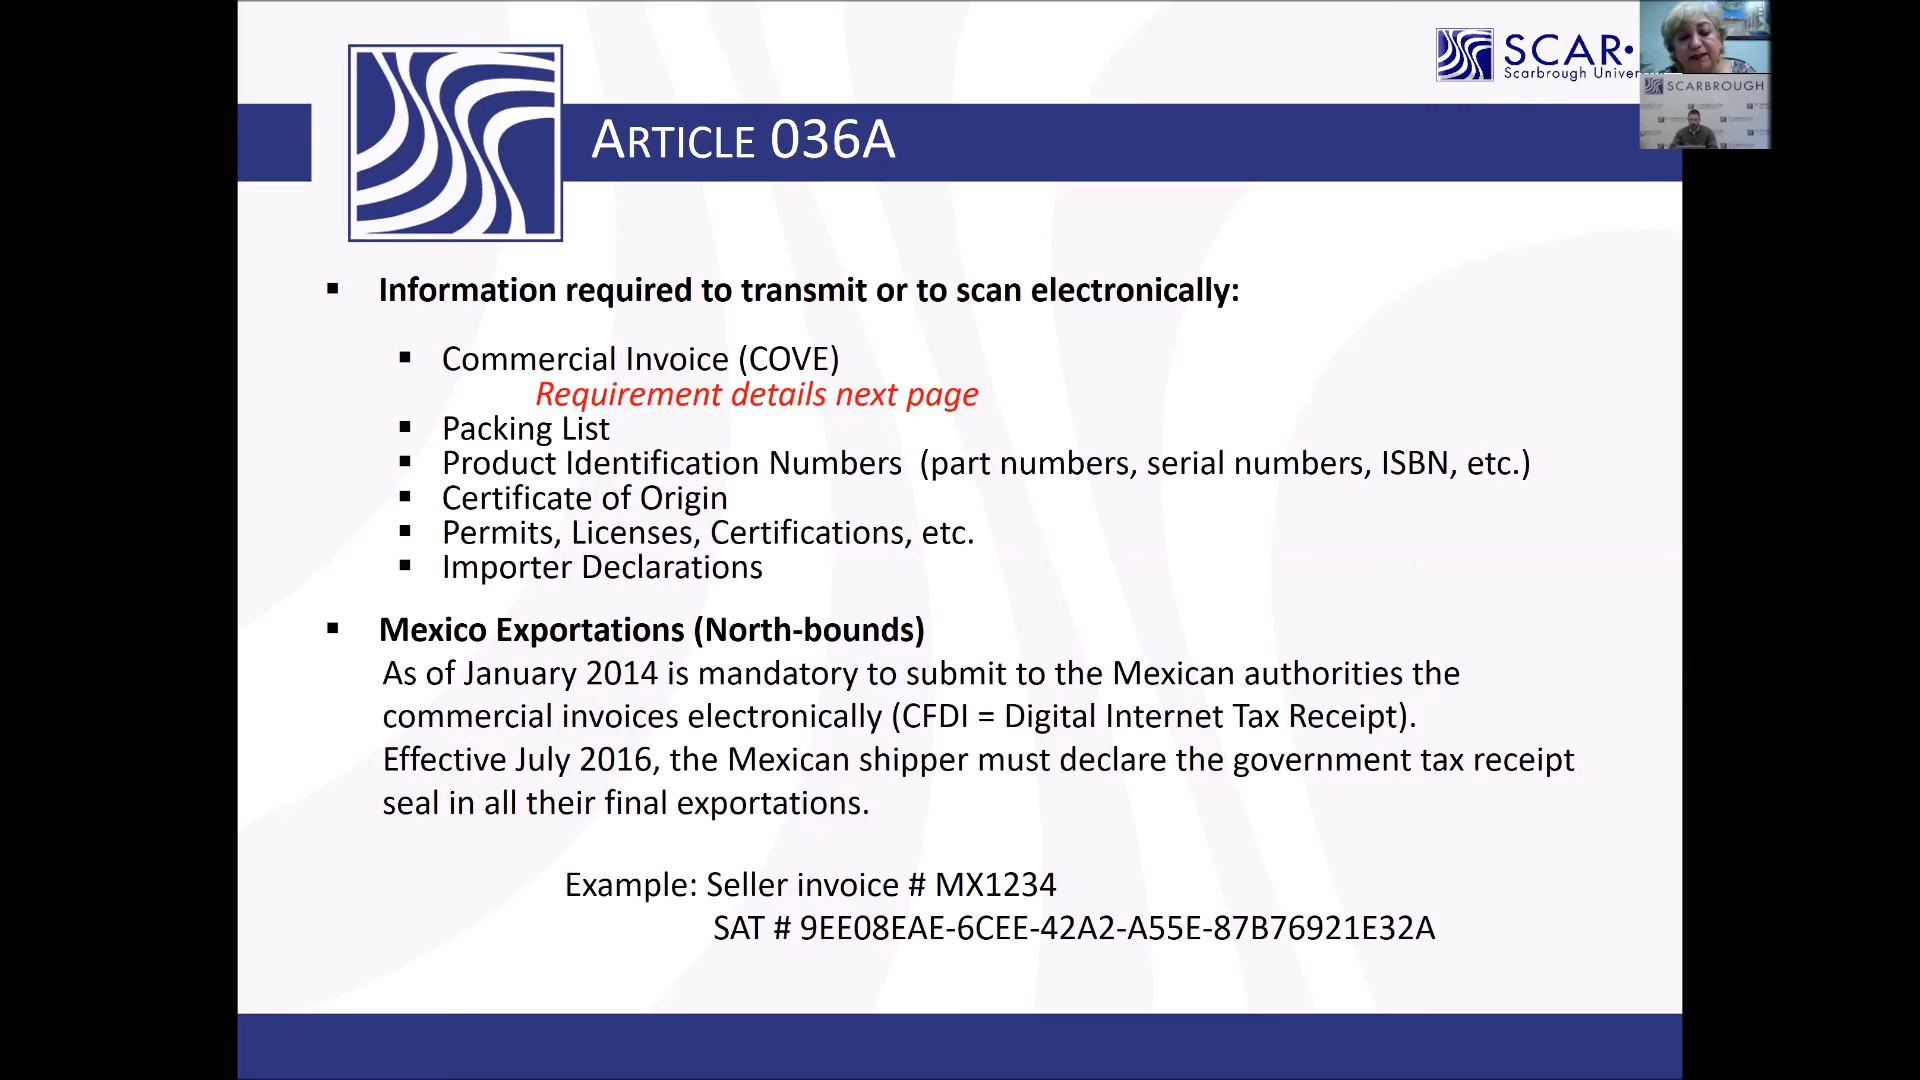 SCAR•
Scarbrough Univer
SCARBROUGH
ARTICLE 036A
Information required to transmit or to scan electronically:
Commercial Invoice (COVE)
Requirement details next page
Packing List
Product Identification Numbers (part numbers, serial numbers, ISBN, etc.)
Certificate of Origin
Permits, Licenses, Certifications, etc.
Importer Declarations
Mexico Exportations (North-bounds)
As of January 2014 is mandatory to submit to the Mexican authorities the
commercial invoices electronically (CFDI = Digital Internet Tax Receipt).
Effective July 2016, the Mexican shipper must declare the government tax receipt
seal in all their final exportations.
Example: Seller invoice # MX1234
SAT # 9EE08EAE-6CEE-42A2-A55E-87B76921E32A